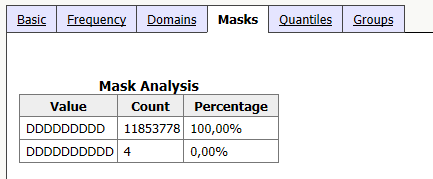 Basic Frequency Domains Masks Quantiles Groups
Mask Analysis
Value Count Percentage
DDDDDDDDD 11853778 100,00%
DDDDDDDDDD 4 0,00%